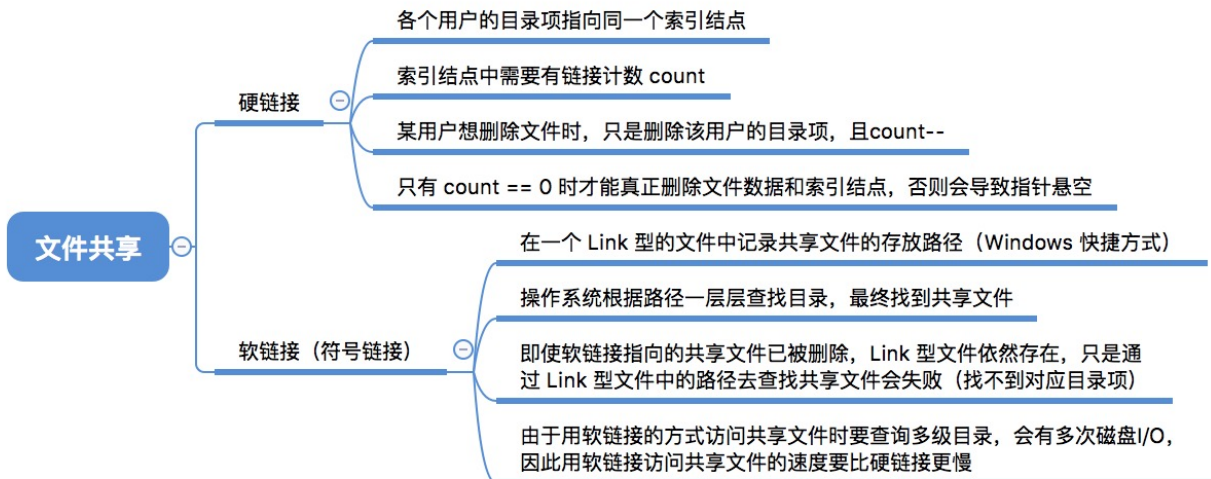 文件共享
硬链接
各个用户的目录项指向同一个索引结点
索引结点中需要有链接计数 count
某用户想删除文件时，只是删除该用户的目录项，且count--
只有 count == 0 时才能真正删除文件数据和索引结点，否则会导致指针悬空
软链接（符号链接）
在一个 Link 型的文件中记录共享文件的存放路径（Windows 快捷方式）
操作系统根据路径一层层查找目录，最终找到共享文件
即使软链接指向的共享文件已被删除，Link 型文件依然存在，只是通
过 Link 型文件中的路径去查找共享文件会失败（找不到对应目录项）
由于用软链接的方式访问共享文件时要查询多级目录，会有多次磁盘I/O，
因此用软链接访问共享文件的速度要比硬链接更慢